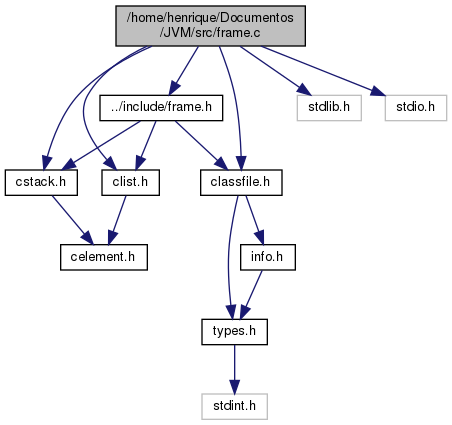 /home/henrique/Documentos
/JVM/src/frame.c
../include/frame.h
stdlib.h
stdio.h
cstack.h
clist.h
classfile.h
celement.h
info.h
types.h
stdint.h